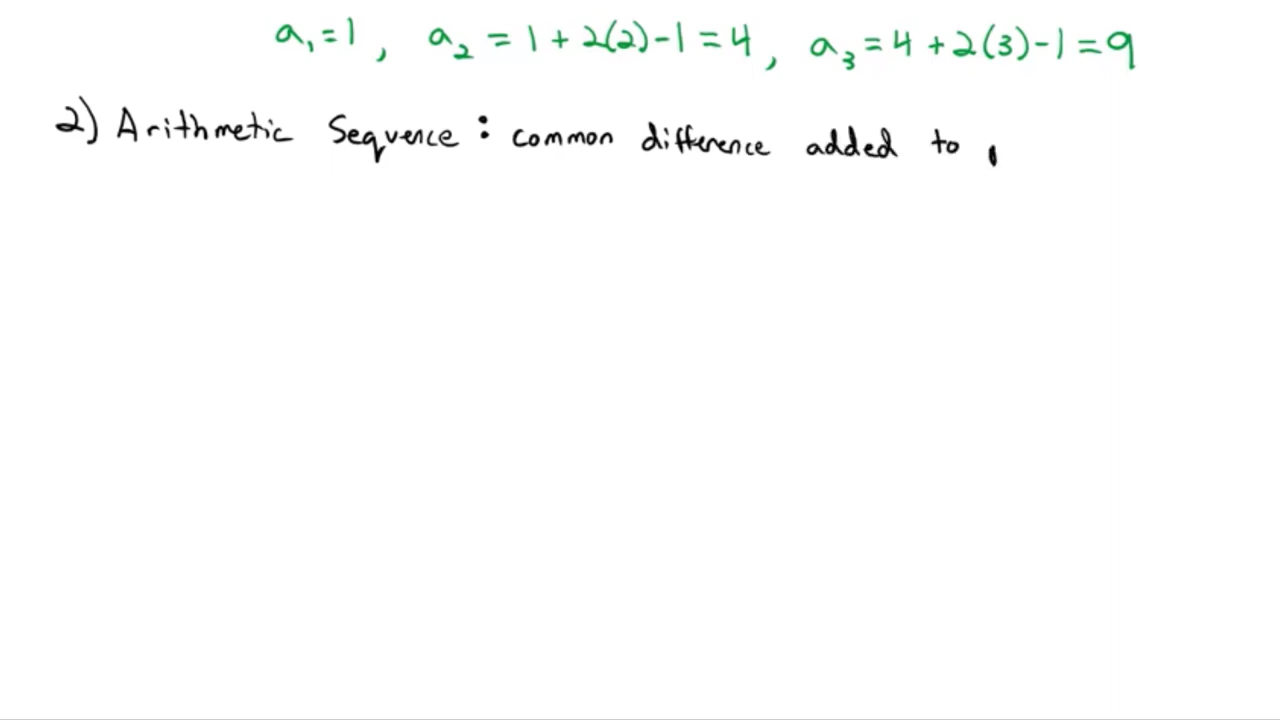 a₁ = 1 , a₂ = 1 + 2(2) - 1 = 4 , a₃ = 4 + 2(3) - 1 = 9
2) Arithmetic Sequence : common difference added to